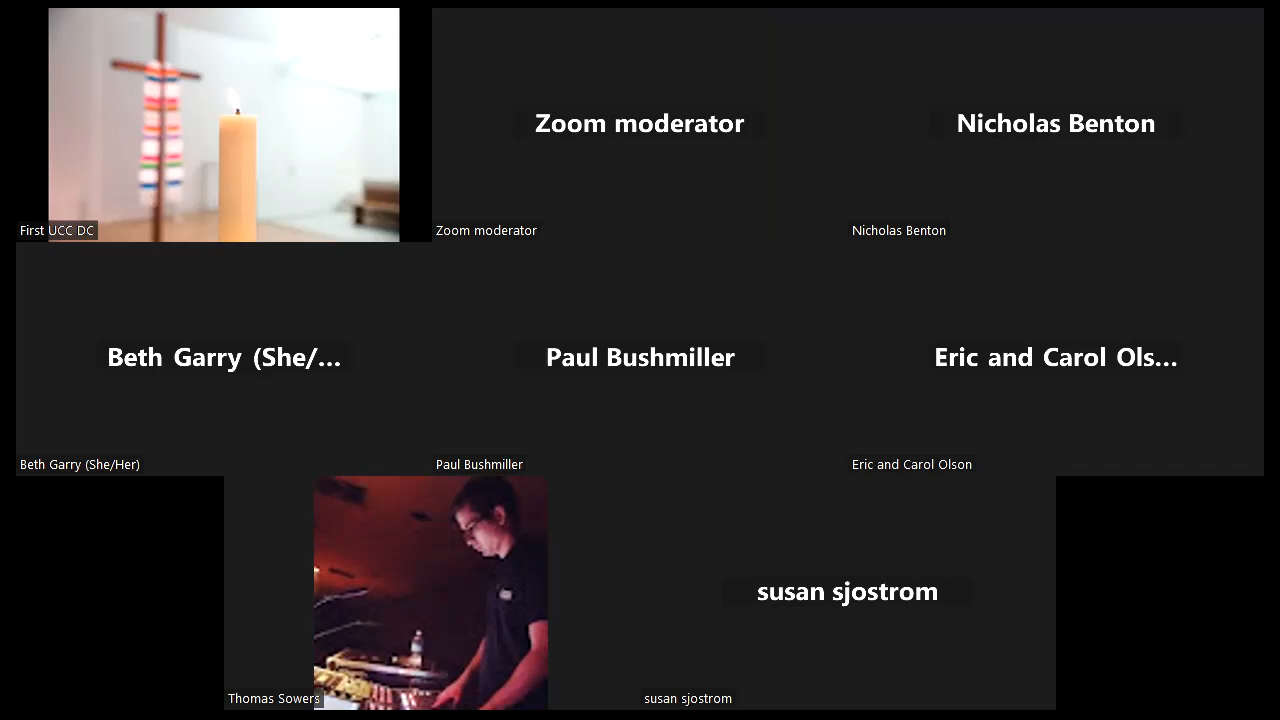 Zoom moderator
Nicholas Benton
First UCC DC
Zoom moderator
Nicholas Benton
Beth Garry (She/...
Paul Bushmiller
Eric and Carol Ols...
Beth Garry (She/Her)
Paul Bushmiller
Eric and Carol Olson
susan sjostrom
Thomas Sowers
susan sjostrom